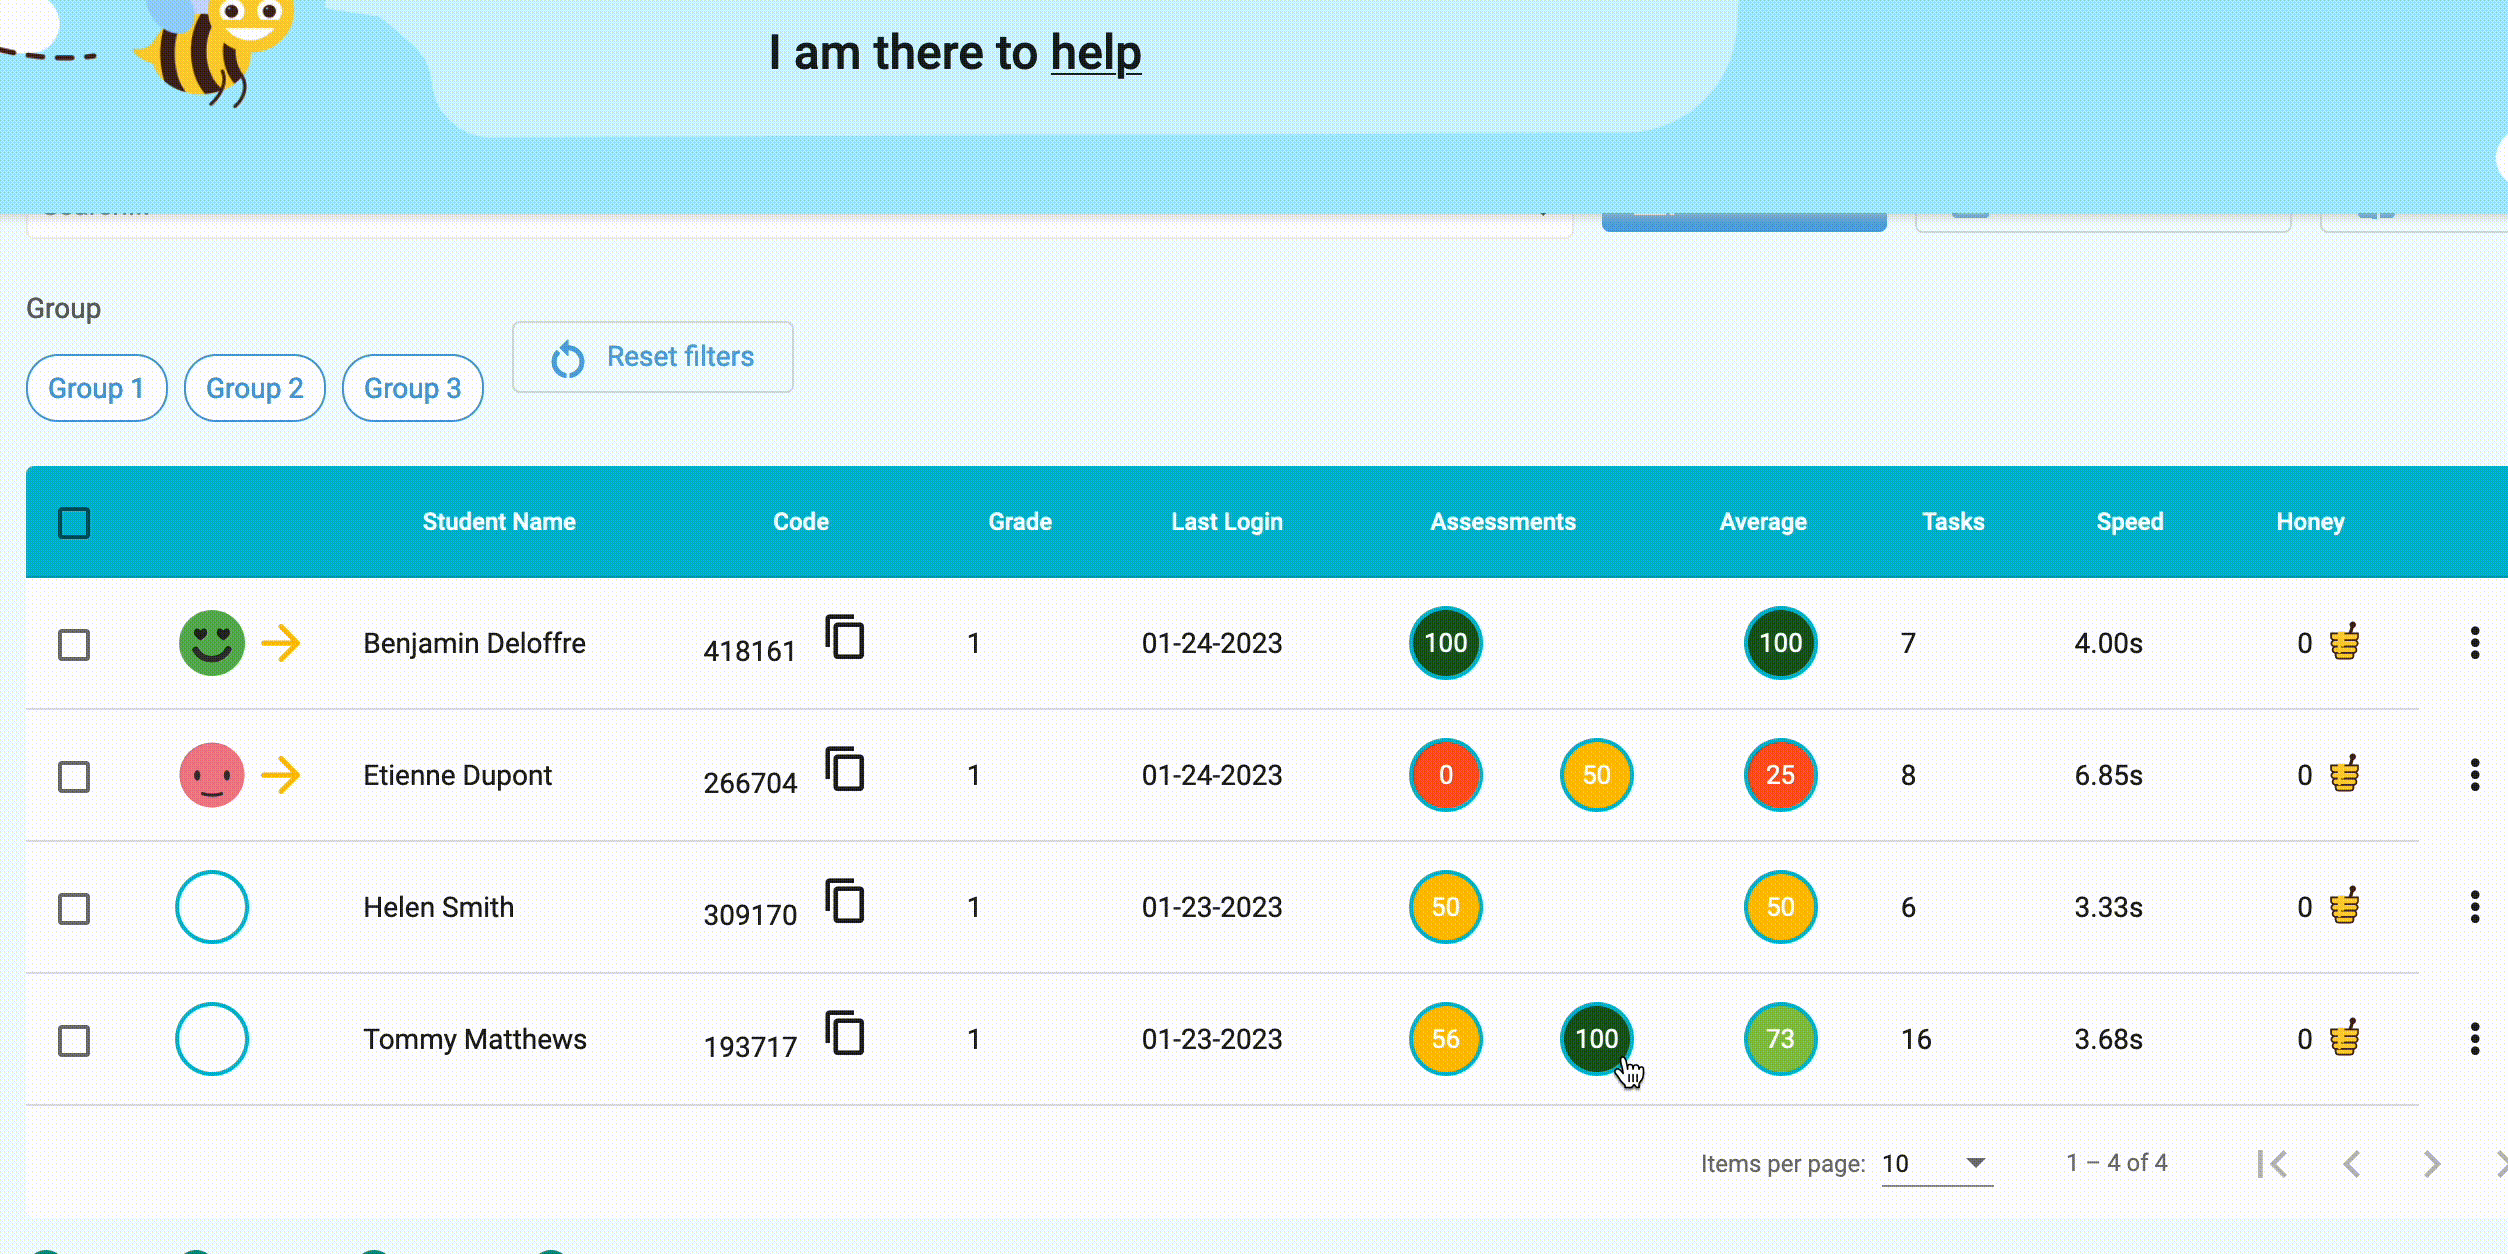 I am there to help
Group
Group 1 Group 2 Group 3 Reset filters
Student Name Code Grade Last Login Assessments Average Tasks Speed Honey
Benjamin Deloffre 418161 1 01-24-2023 100 100 7 4.00s 0
Etienne Dupont 266704 1 01-24-2023 0 50 25 8 6.85s 0
Helen Smith 309170 1 01-23-2023 50 50 6 3.33s 0
Tommy Matthews 193717 1 01-23-2023 56 100 73 16 3.68s 0
Items per page: 10 1 – 4 of 4